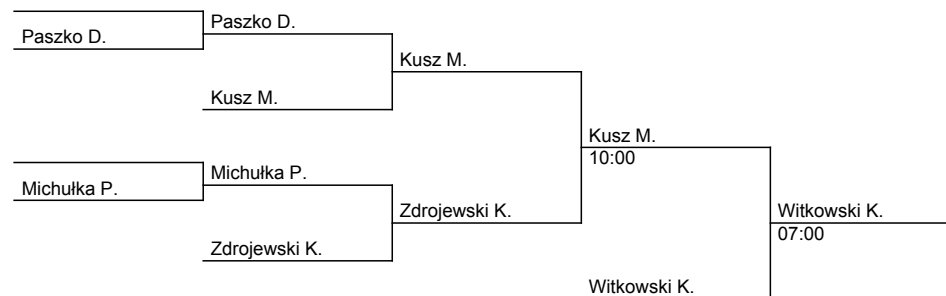 Paszko D.
Paszko D.
Kusz M.
Kusz M.
Kusz M.
10:00
Michułka P.
Michułka P.
Zdrojewski K.
Zdrojewski K.
Witkowski K.
07:00
Witkowski K.